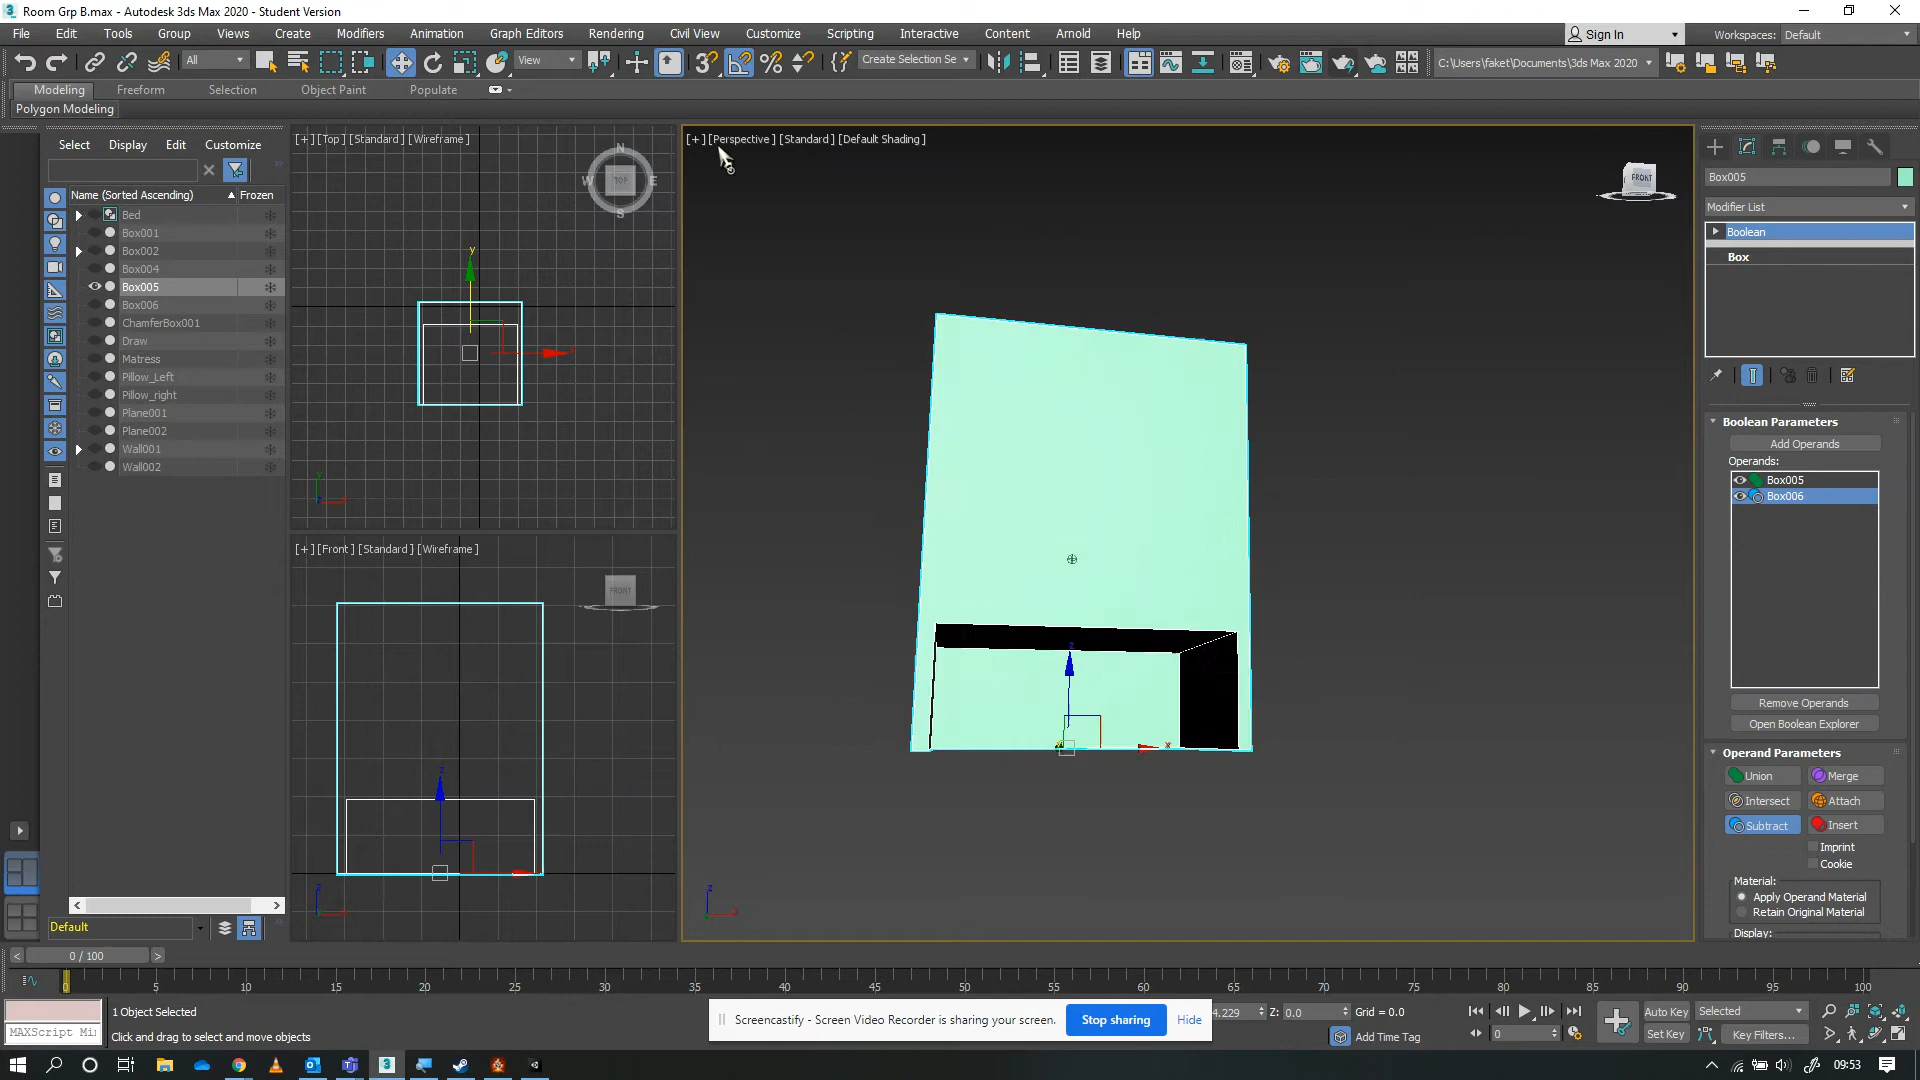 Room Grp B.max - Autodesk 3ds Max 2020 - Student Version
File Edit Tools Group Views Create Modifiers Animation Graph Editors Rendering Civil View Customize Scripting Interactive Content Arnold Help
Sign In Workspaces: Default
All View Create Selection Se C:\Users\faket\Documents\3ds Max 2020
Modeling Freeform Selection Object Paint Populate
Polygon Modeling
Select Display Edit Customize
Name (Sorted Ascending) Frozen
Bed
Box001
Box002
Box004
Box005
Box006
ChamferBox001
Draw
Matress
Pillow_Left
Pillow_right
Plane001
Plane002
Wall001
Wall002
Default
[+] [Top] [Standard] [Wireframe]
N
W TOP E
S
y
x
[+] [Front] [Standard] [Wireframe]
FRONT
z
z
[+] [Perspective] [Standard] [Default Shading]
FRONT
z
x
z
Box005
Modifier List
Boolean
Box
Boolean Parameters
Add Operands
Operands:
Box005
Box006
Remove Operands
Open Boolean Explorer
Operand Parameters
Union Merge
Intersect Attach
Subtract Insert
Imprint
Cookie
Material:
Apply Operand Material
Retain Original Material
Display:
< 0 / 100 >
0 5 10 15 20 25 30 35 40 45 50 55 60 65 70 75 80 85 90 95 100
1 Object Selected
MAXScript Mi
Click and drag to select and move objects
Screencastify - Screen Video Recorder is sharing your screen. Stop sharing Hide
4.229 Z: 0.0 Grid = 0.0
Add Time Tag
0
Auto Key Selected
Set Key Key Filters...
09:53